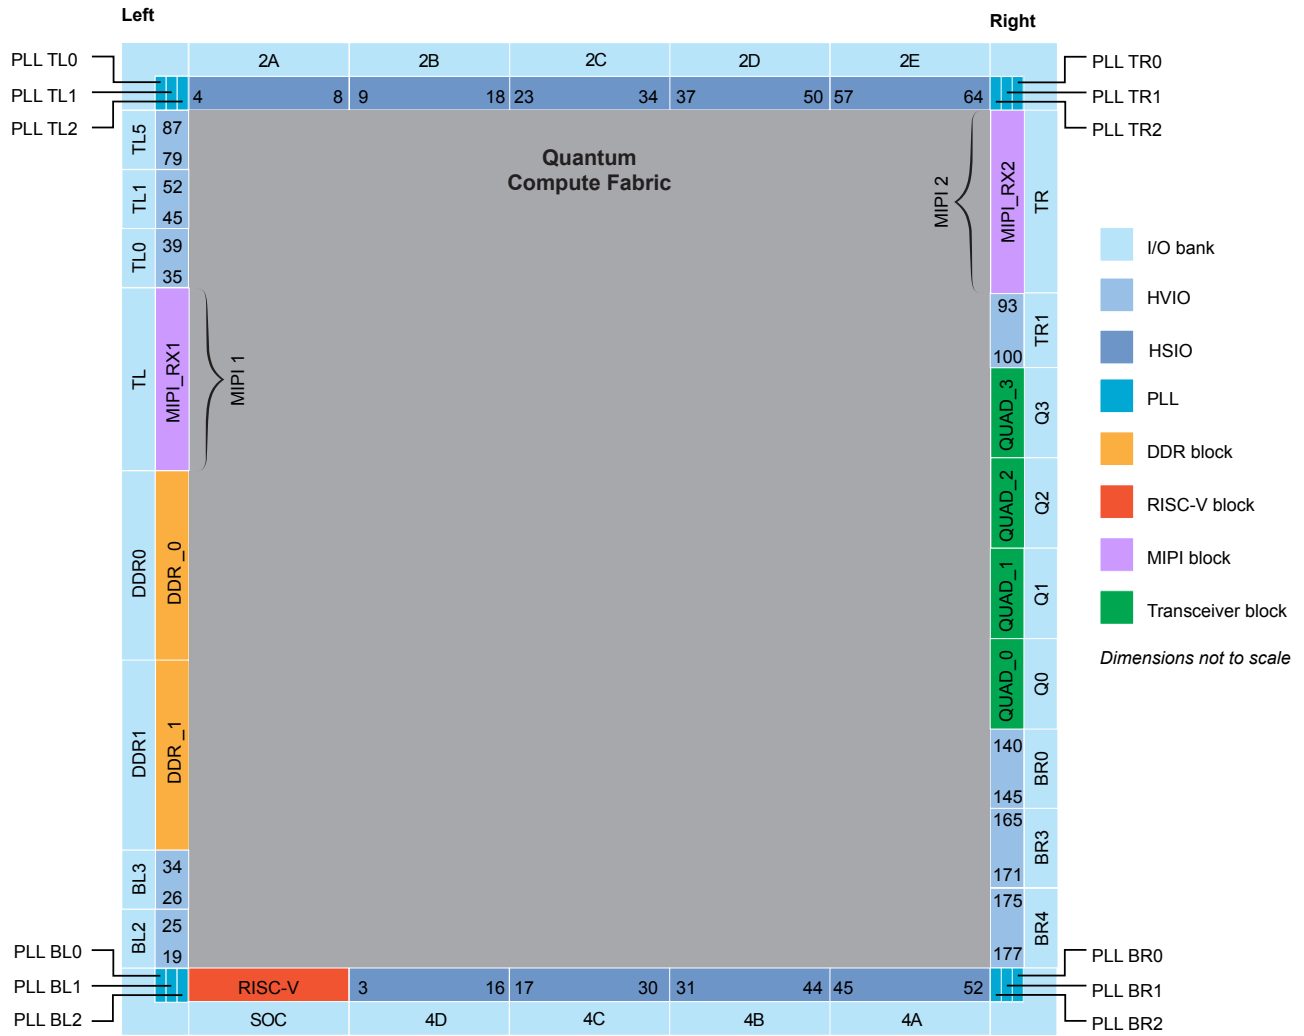 Left
Right
PLL TL0
PLL TL1
PLL TL2
2A
2B
2C
2D
2E
PLL TR0
PLL TR1
PLL TR2
4 8 9 18 23 34 37 50 57 64
TL5
87
79
TL1
52
45
TL0
39
35
TL
MIPI_RX1
MIPI 1
DDR0
DDR _0
DDR1
DDR _1
BL3
34
26
BL2
25
19
Quantum
Compute Fabric
MIPI 2
MIPI_RX2
TR
93
100
TR1
QUAD_3
Q3
QUAD_2
Q2
QUAD_1
Q1
QUAD_0
Q0
140
145
BR0
165
171
BR3
175
177
BR4
PLL BL0
PLL BL1
PLL BL2
RISC-V
3 16 17 30 31 44 45 52
SOC
4D
4C
4B
4A
PLL BR0
PLL BR1
PLL BR2
I/O bank
HVIO
HSIO
PLL
DDR block
RISC-V block
MIPI block
Transceiver block
Dimensions not to scale